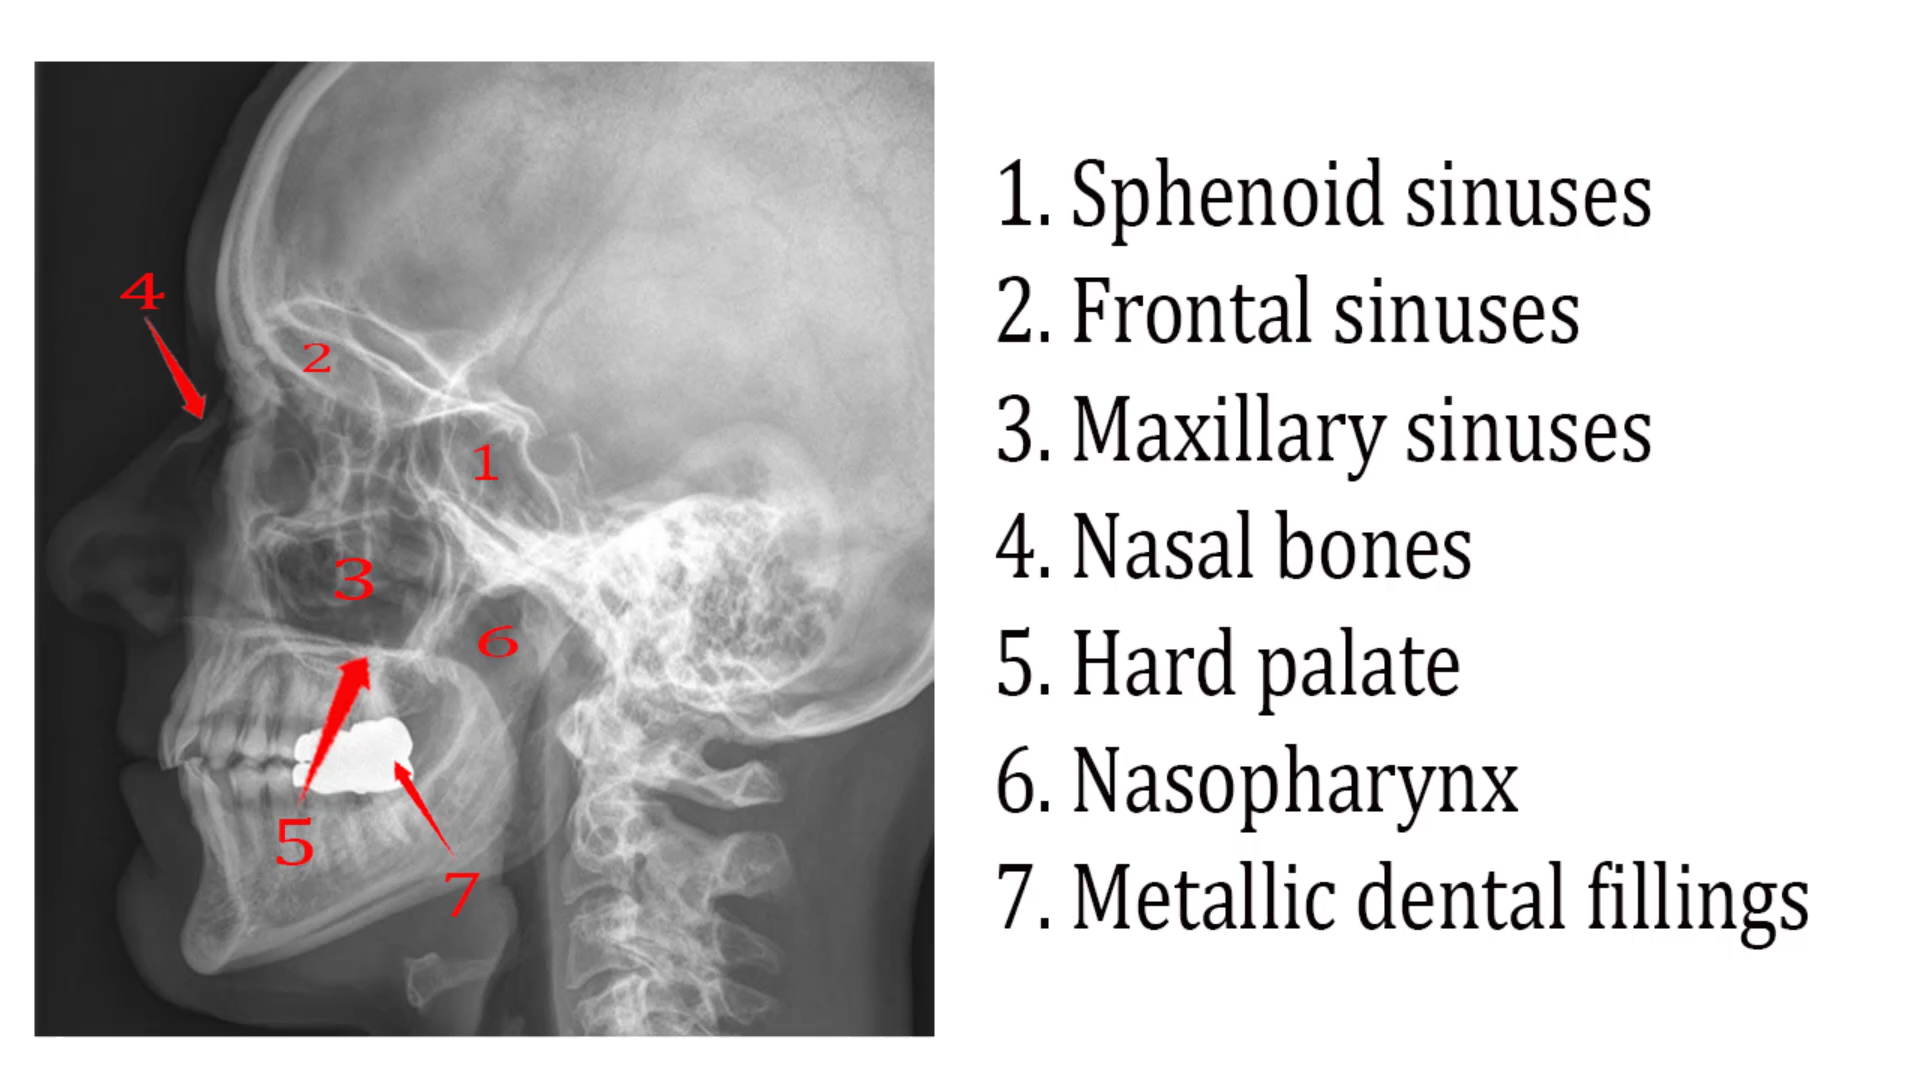 4
2
1
3
6
5
7
1. Sphenoid sinuses
2. Frontal sinuses
3. Maxillary sinuses
4. Nasal bones
5. Hard palate
6. Nasopharynx
7. Metallic dental fillings